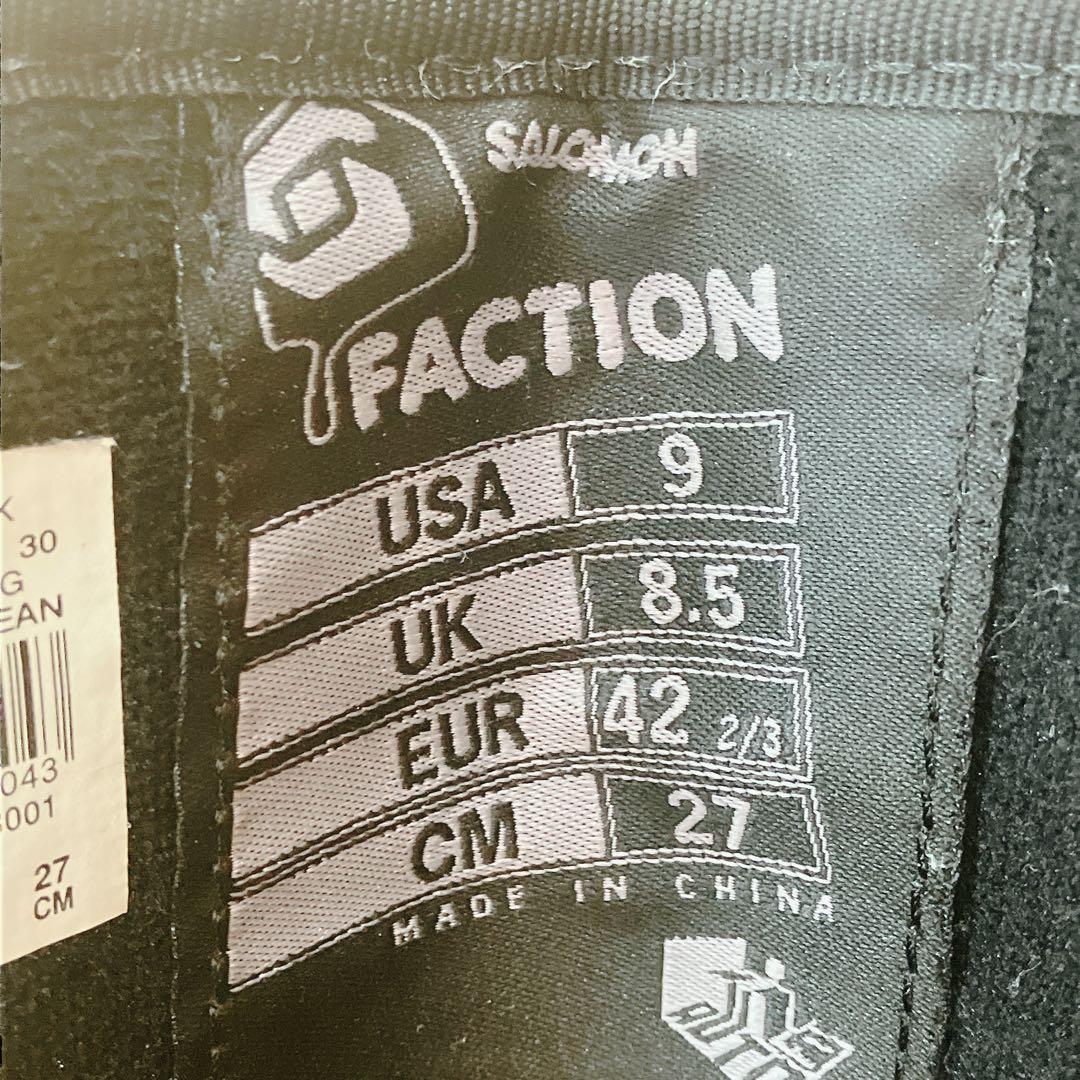 SALOMON
FACTION
USA 9
UK 8.5
EUR 42 2/3
CM 27
MADE IN CHINA
K
30
G
EAN
043
001
27
CM